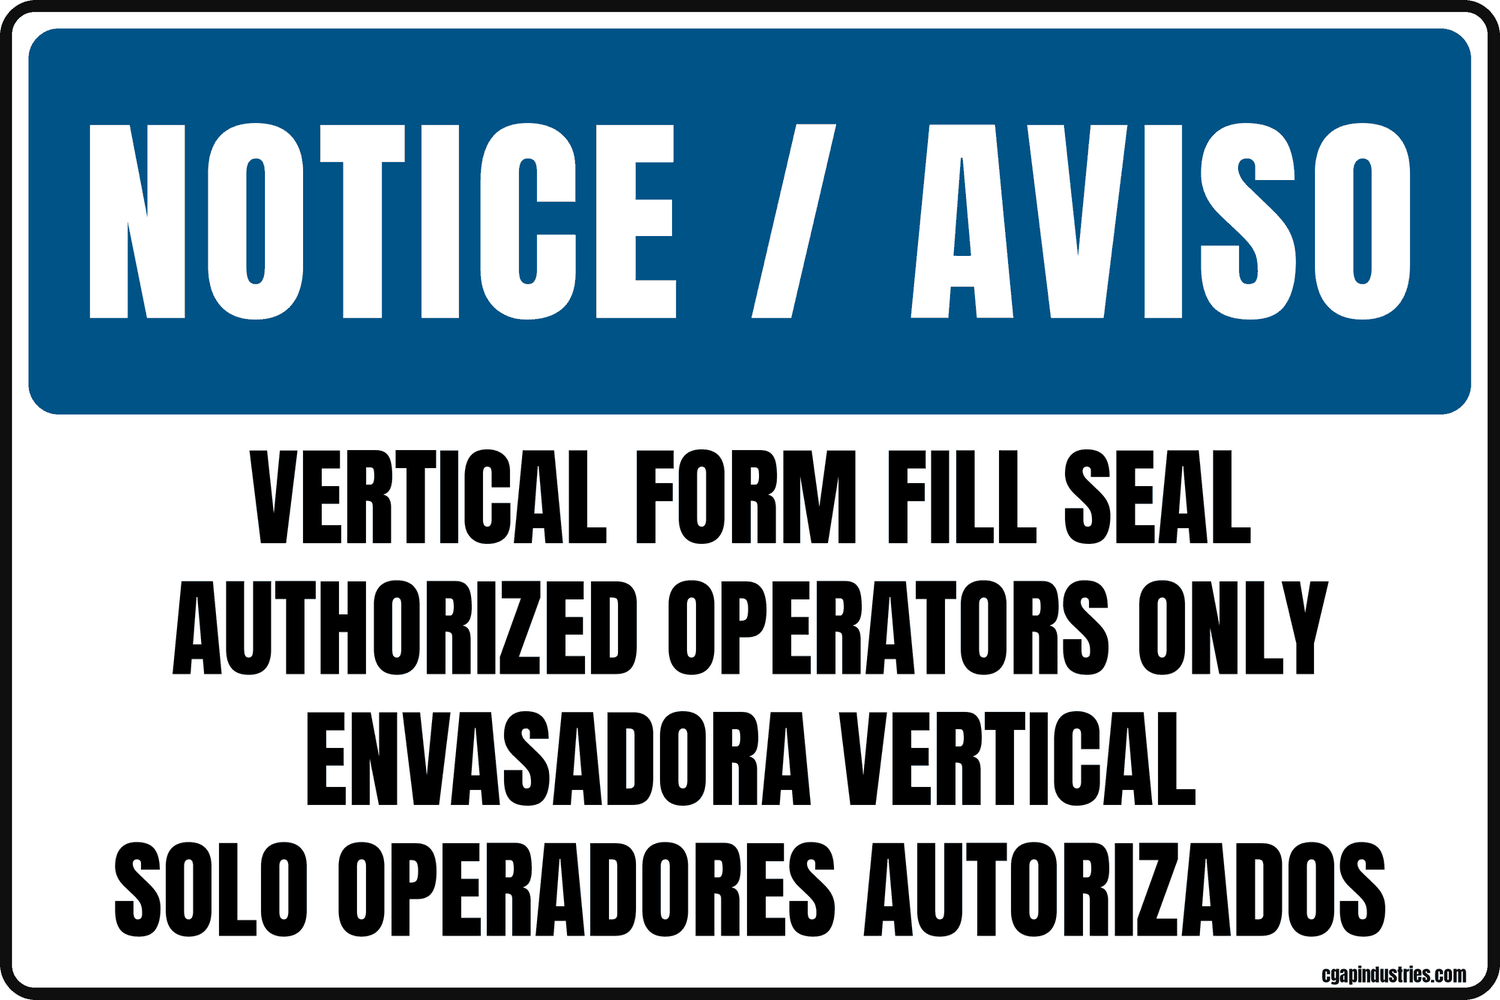 NOTICE / AVISO
VERTICAL FORM FILL SEAL
AUTHORIZED OPERATORS ONLY
ENVASADORA VERTICAL
SOLO OPERADORES AUTORIZADOS
cgapindustries.com